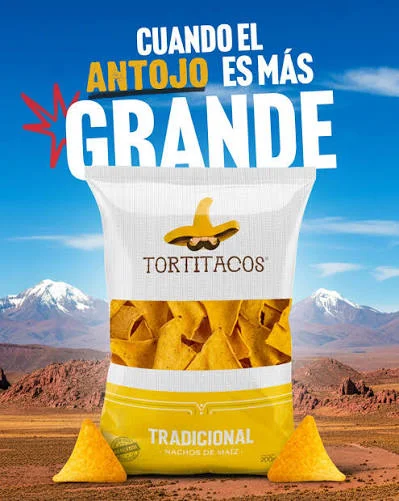 CUANDO EL
ANTOJO ES MÁS
GRANDE
TORTITACOS®
TRADICIONAL
NACHOS DE MAÍZ